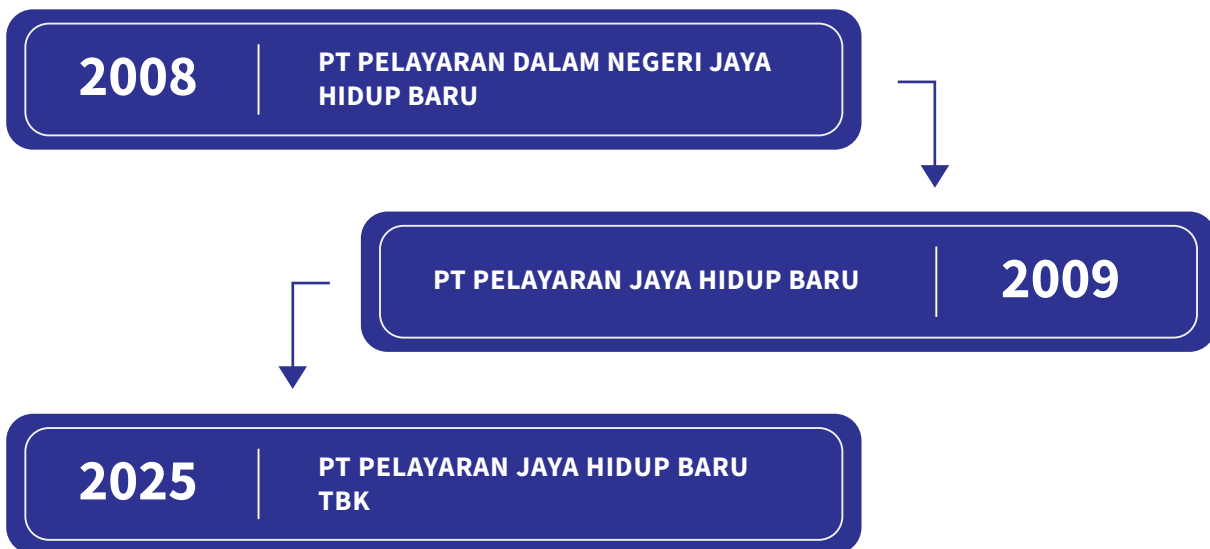 2008
PT PELAYARAN DALAM NEGERI JAYA
HIDUP BARU
PT PELAYARAN JAYA HIDUP BARU
2009
2025
PT PELAYARAN JAYA HIDUP BARU
TBK